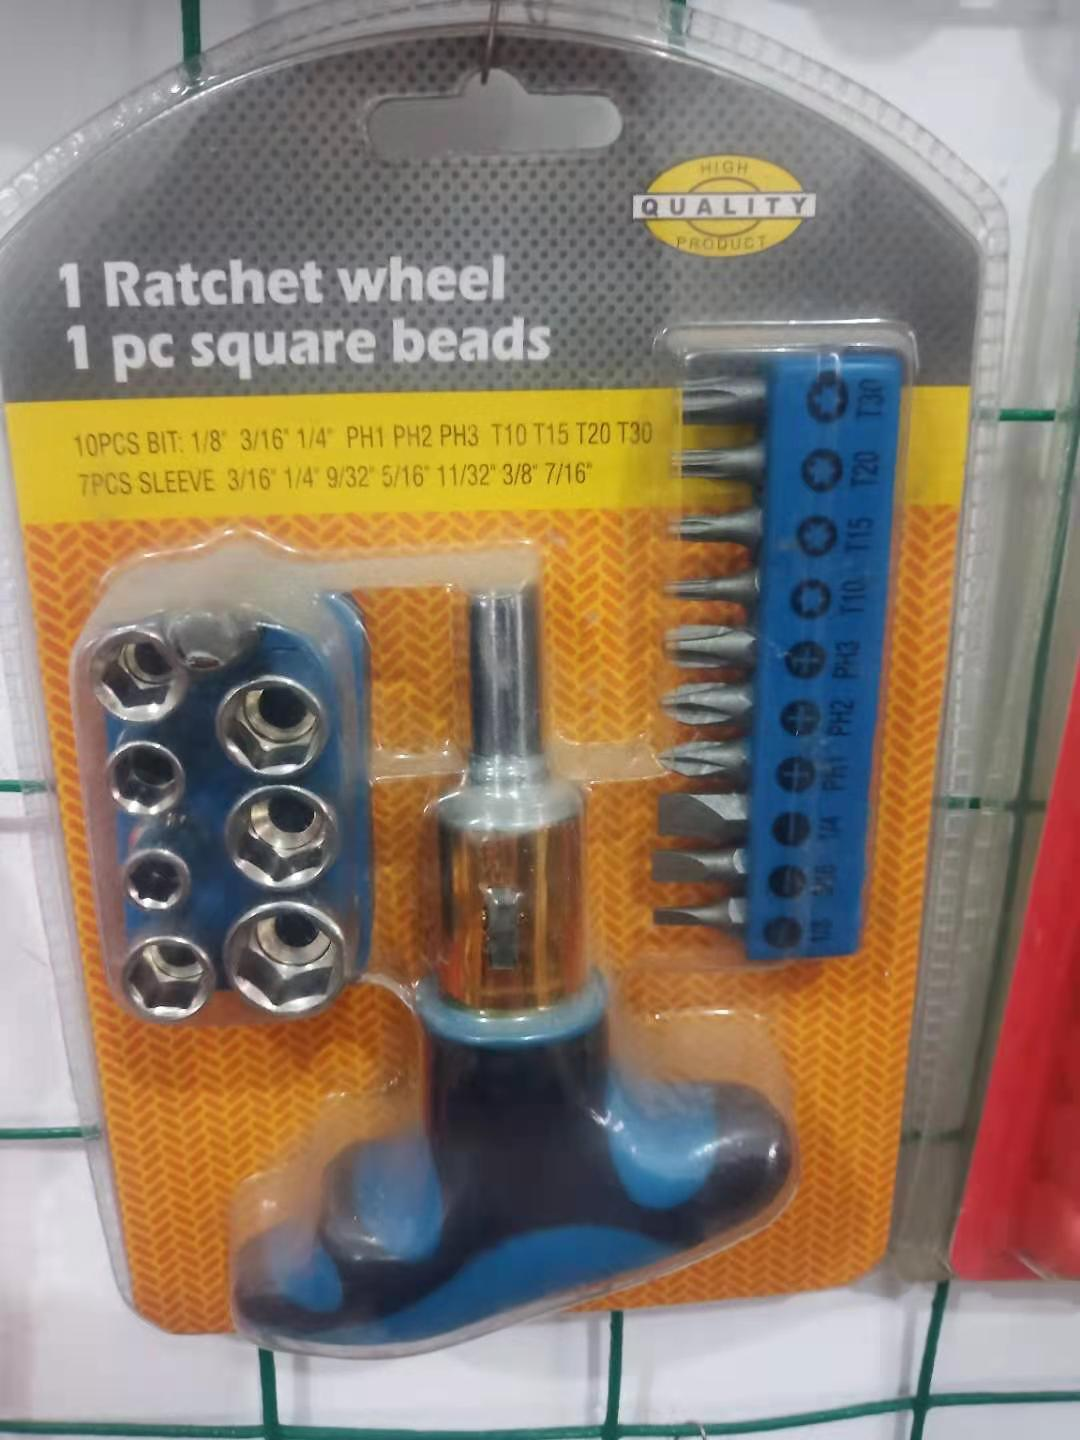 HIGH
QUALITY
PRODUCT
1 Ratchet wheel
1 pc square beads
10PCS BIT: 1/8" 3/16" 1/4" PH1 PH2 PH3 T10 T15 T20 T30
7PCS SLEEVE 3/16" 1/4" 9/32" 5/16" 11/32" 3/8" 7/16"
T30
T20
T15
T10
PH3
PH2
PH1
1/4
1/8